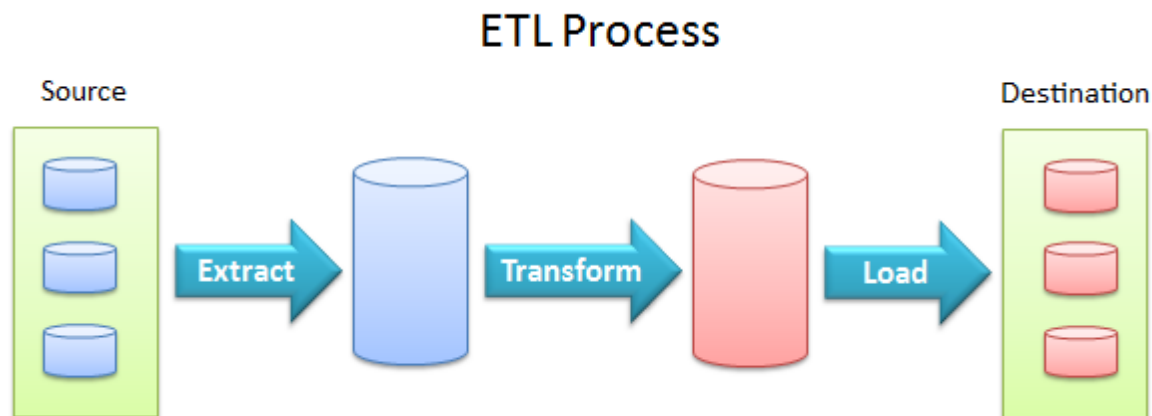 ETL Process
Source
Destination
Extract
Transform
Load